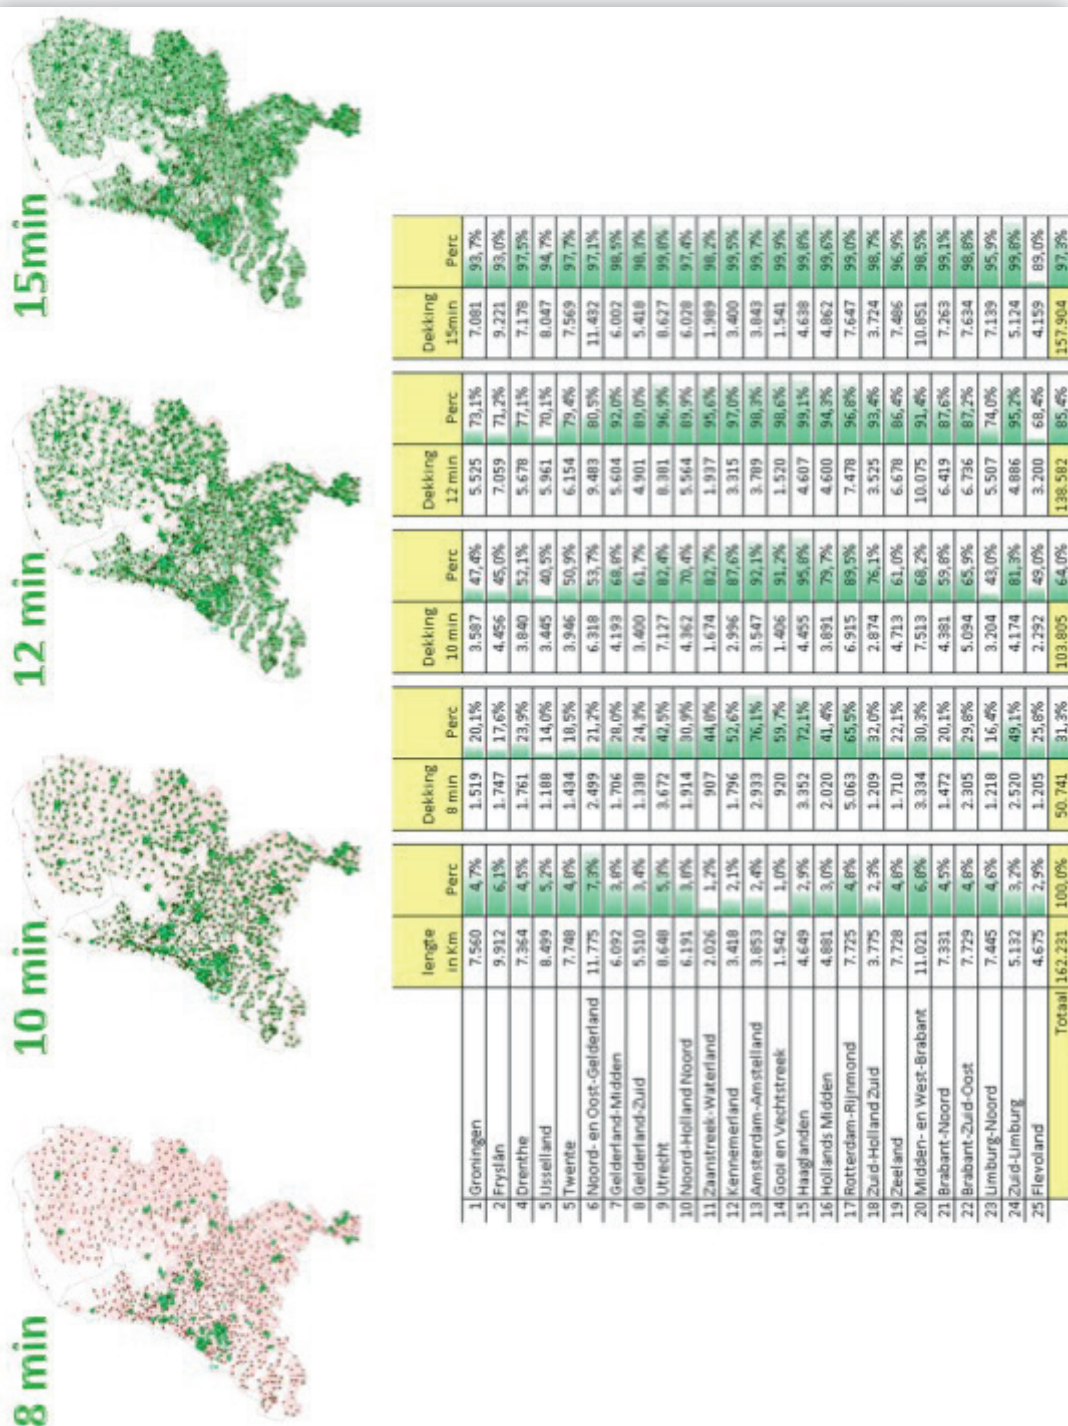 8 min 10 min 12 min 15min
lengte in Km Perc Dekking 8 min Perc Dekking 10 min Perc Dekking 12 min Perc Dekking 15min Perc
1 Groningen 7.560 4,7% 1.519 20,1% 3.587 47,4% 5.525 73,1% 7.081 93,7%
2 Fryslân 9.912 6,1% 1.747 17,6% 4.456 45,0% 7.059 71,2% 9.221 93,0%
4 Drenthe 7.364 4,5% 1.761 23,9% 3.840 52,1% 5.678 77,1% 7.178 97,5%
5 IJsselland 8.499 5,2% 1.188 14,0% 3.445 40,5% 5.961 70,1% 8.047 94,7%
5 Twente 7.748 4,8% 1.434 18,5% 3.946 50,9% 6.154 79,4% 7.569 97,7%
6 Noord- en Oost-Gelderland 11.775 7,3% 2.499 21,2% 6.318 53,7% 9.483 80,5% 11.432 97,1%
7 Gelderland-Midden 6.092 3,8% 1.706 28,0% 4.193 68,8% 5.604 92,0% 6.002 98,5%
8 Gelderland-Zuid 5.510 3,4% 1.338 24,3% 3.400 61,7% 4.901 89,0% 5.418 98,3%
9 Utrecht 8.648 5,3% 3.672 42,5% 7.127 82,4% 8.381 96,9% 8.627 99,8%
10 Noord-Holland Noord 6.191 3,8% 1.914 30,9% 4.362 70,4% 5.564 89,9% 6.028 97,4%
11 Zaanstreek-Waterland 2.026 1,2% 907 44,8% 1.674 82,7% 1.937 95,6% 1.989 98,2%
12 Kennemerland 3.418 2,1% 1.796 52,6% 2.996 87,6% 3.315 97,0% 3.400 99,5%
13 Amsterdam-Amstelland 3.853 2,4% 2.933 76,1% 3.547 92,1% 3.789 98,3% 3.843 99,7%
14 Gooi en Vechtstreek 1.542 1,0% 920 59,7% 1.406 91,2% 1.520 98,6% 1.541 99,9%
15 Haaglanden 4.649 2,9% 3.352 72,1% 4.455 95,8% 4.607 99,1% 4.638 99,8%
16 Hollands Midden 4.881 3,0% 2.020 41,4% 3.891 79,7% 4.600 94,3% 4.862 99,6%
17 Rotterdam-Rijnmond 7.725 4,8% 5.063 65,5% 6.915 89,5% 7.478 96,8% 7.647 99,0%
18 Zuid-Holland Zuid 3.775 2,3% 1.209 32,0% 2.874 76,1% 3.525 93,4% 3.724 98,7%
19 Zeeland 7.728 4,8% 1.710 22,1% 4.713 61,0% 6.678 86,4% 7.486 96,9%
20 Midden- en West-Brabant 11.021 6,8% 3.334 30,3% 7.513 68,2% 10.075 91,4% 10.851 98,5%
21 Brabant-Noord 7.331 4,5% 1.472 20,1% 4.381 59,8% 6.419 87,6% 7.263 99,1%
22 Brabant-Zuid-Oost 7.729 4,8% 2.305 29,8% 5.094 65,9% 6.736 87,2% 7.634 98,8%
23 Limburg-Noord 7.445 4,6% 1.218 16,4% 3.204 43,0% 5.507 74,0% 7.139 95,9%
24 Zuid-Limburg 5.132 3,2% 2.520 49,1% 4.174 81,3% 4.886 95,2% 5.124 99,8%
25 Flevoland 4.675 2,9% 1.205 25,8% 2.292 49,0% 3.200 68,4% 4.159 89,0%
Totaal 162.231 100,0% 50.741 31,3% 103.805 64,0% 138.582 85,4% 157.904 97,3%